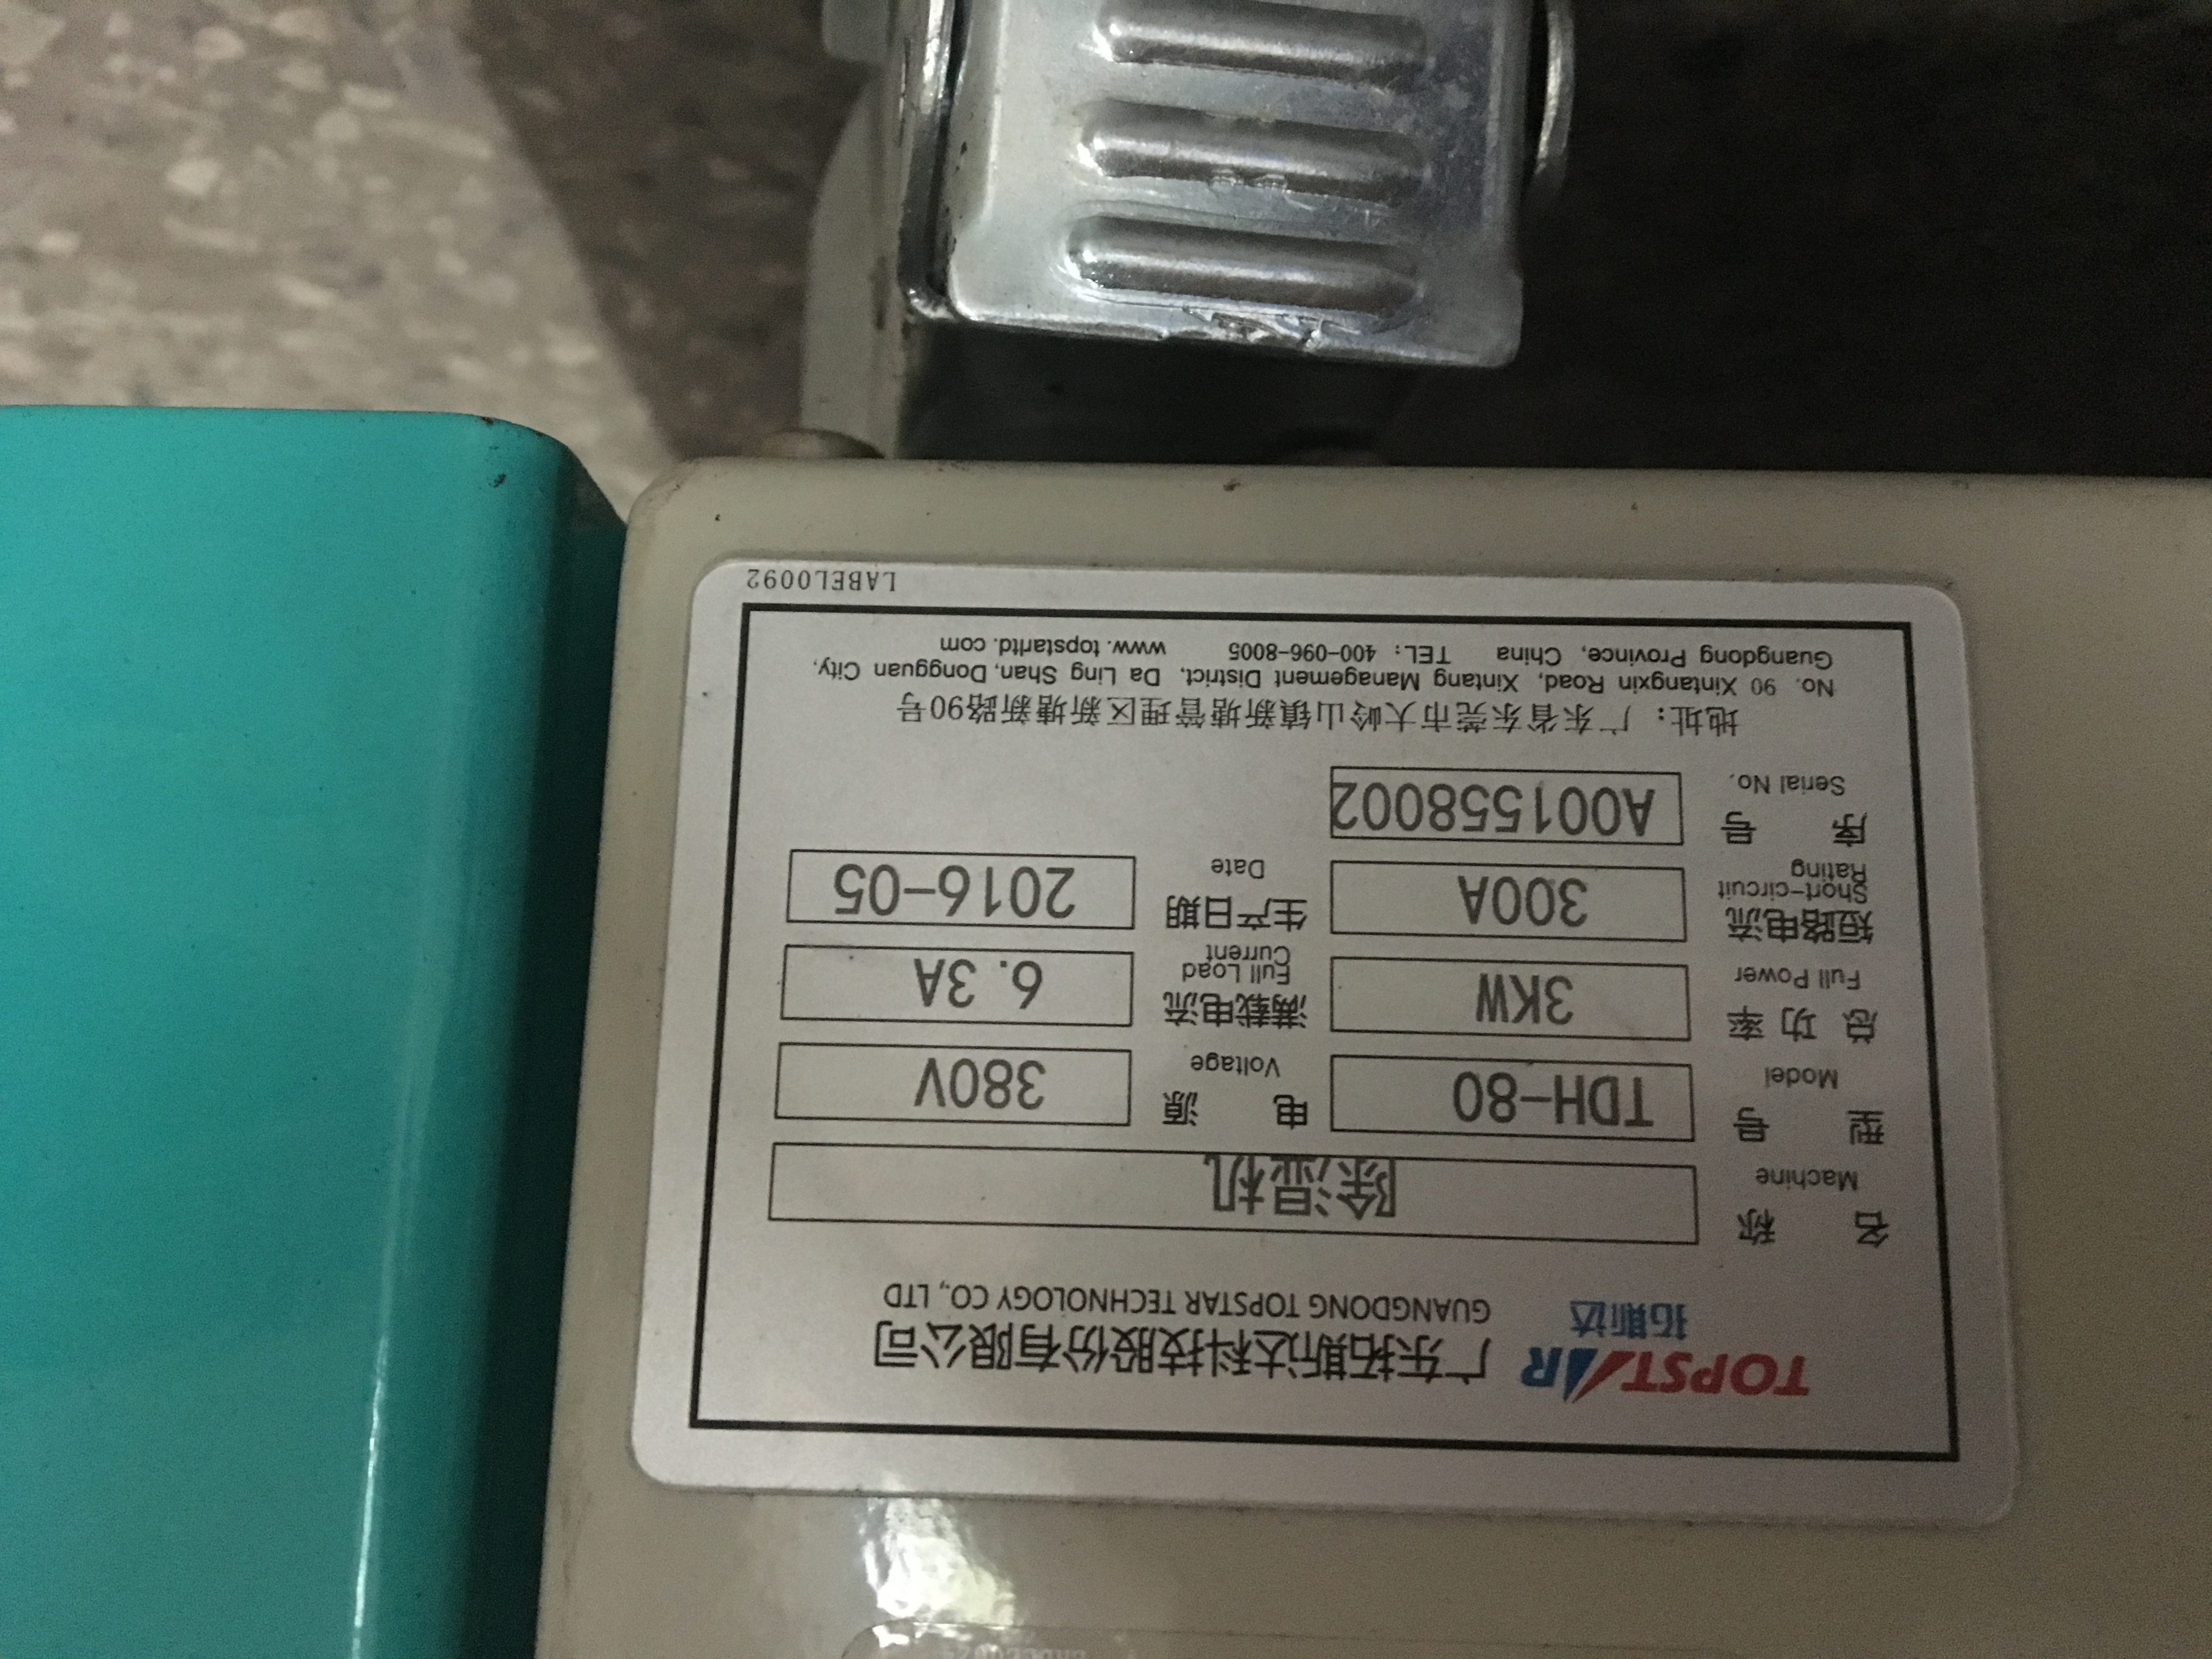 TOPSTAR
拓斯达
广东拓斯达科技股份有限公司
GUANGDONG TOPSTAR TECHNOLOGY CO., LTD
名 称 除湿机
Machine
型 号 TDH-80 电 源 380V
Model Voltage
总 功 率 3KW 满载电流 6.3A
Full Power Full Load Current
短路电流 300A 生产日期 2016-05
Short-circuit Rating Date
序 号 A001558002
Serial No.
地址：广东省东莞市大岭山镇新塘管理区新塘新路90号
No. 90 Xintangxin Road, Xintang Management District, Da Ling Shan, Dongguan City,
Guangdong Province, China TEL: 400-096-8005 www.topstarltd.com
LABEL0092